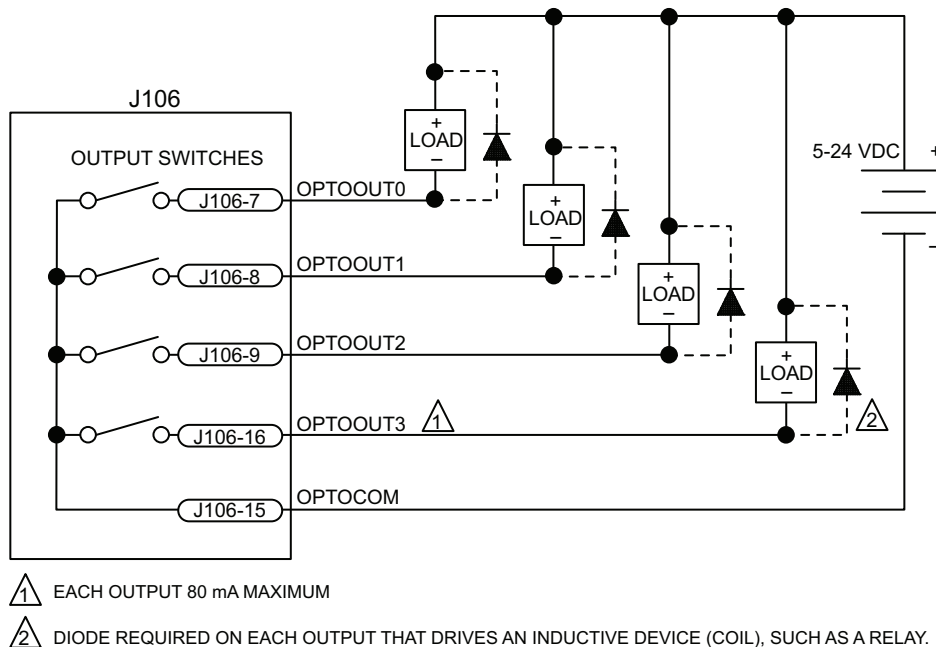 J106
OUTPUT SWITCHES
J106-7
OPTOOUT0
J106-8
OPTOOUT1
J106-9
OPTOOUT2
J106-16
OPTOOUT3
1
J106-15
OPTOCOM
+
LOAD
–
+
LOAD
–
+
LOAD
–
+
LOAD
–
2
5-24 VDC
+
–
1 EACH OUTPUT 80 mA MAXIMUM
2 DIODE REQUIRED ON EACH OUTPUT THAT DRIVES AN INDUCTIVE DEVICE (COIL), SUCH AS A RELAY.